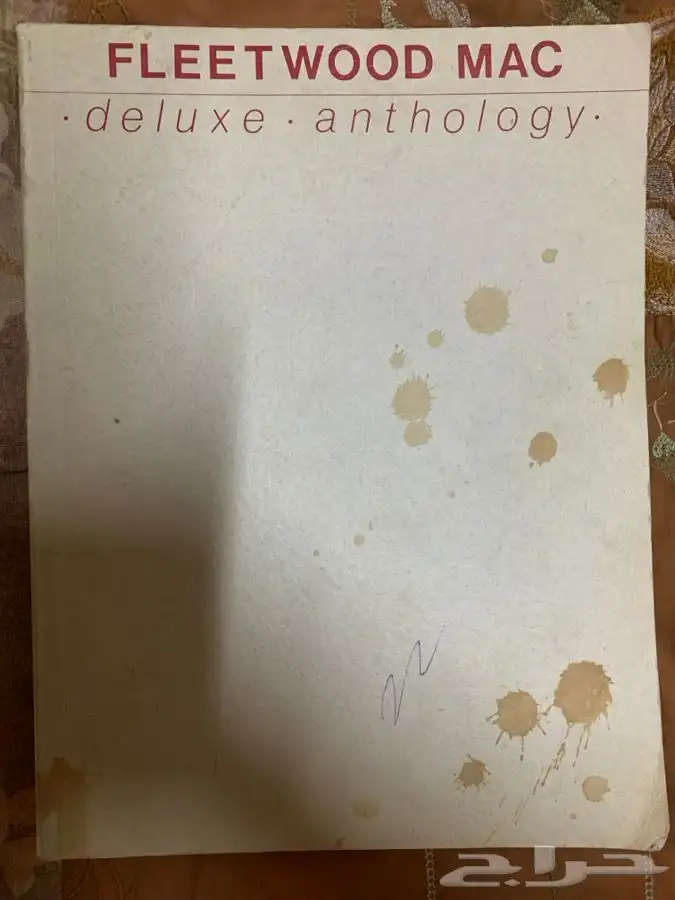 FLEETWOOD MAC
· deluxe · anthology ·
حراج